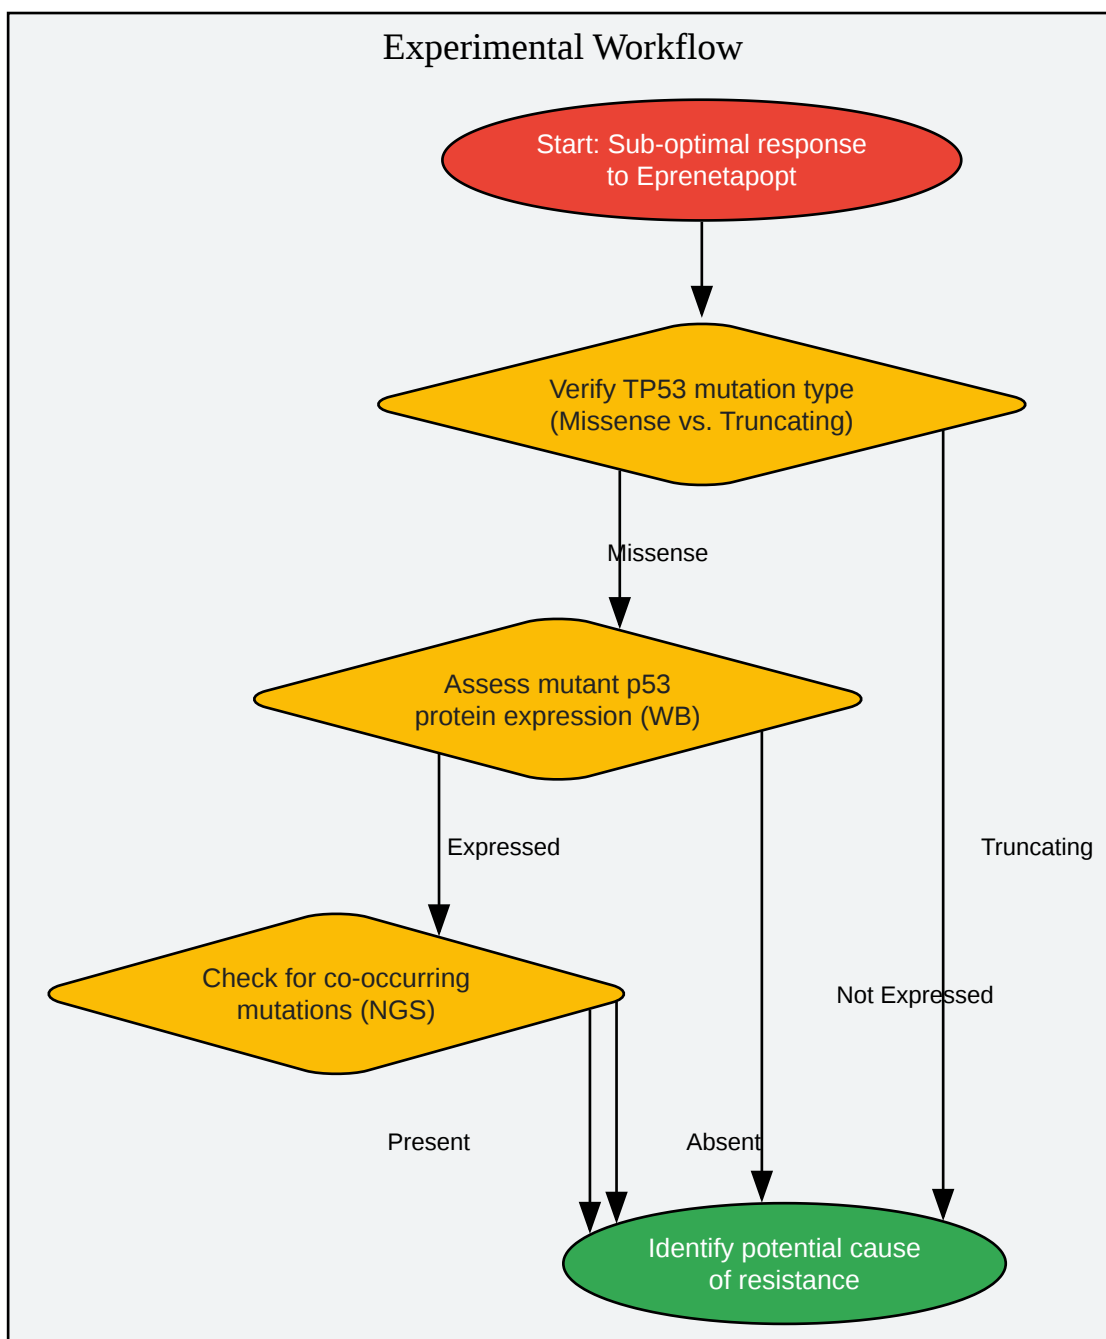 Experimental Workflow
Start: Sub-optimal response
to Eprenetapopt
Verify TP53 mutation type
(Missense vs. Truncating)
Missense
Assess mutant p53
protein expression (WB)
Expressed
Truncating
Check for co-occurring
mutations (NGS)
Not Expressed
Present
Absent
Identify potential cause
of resistance